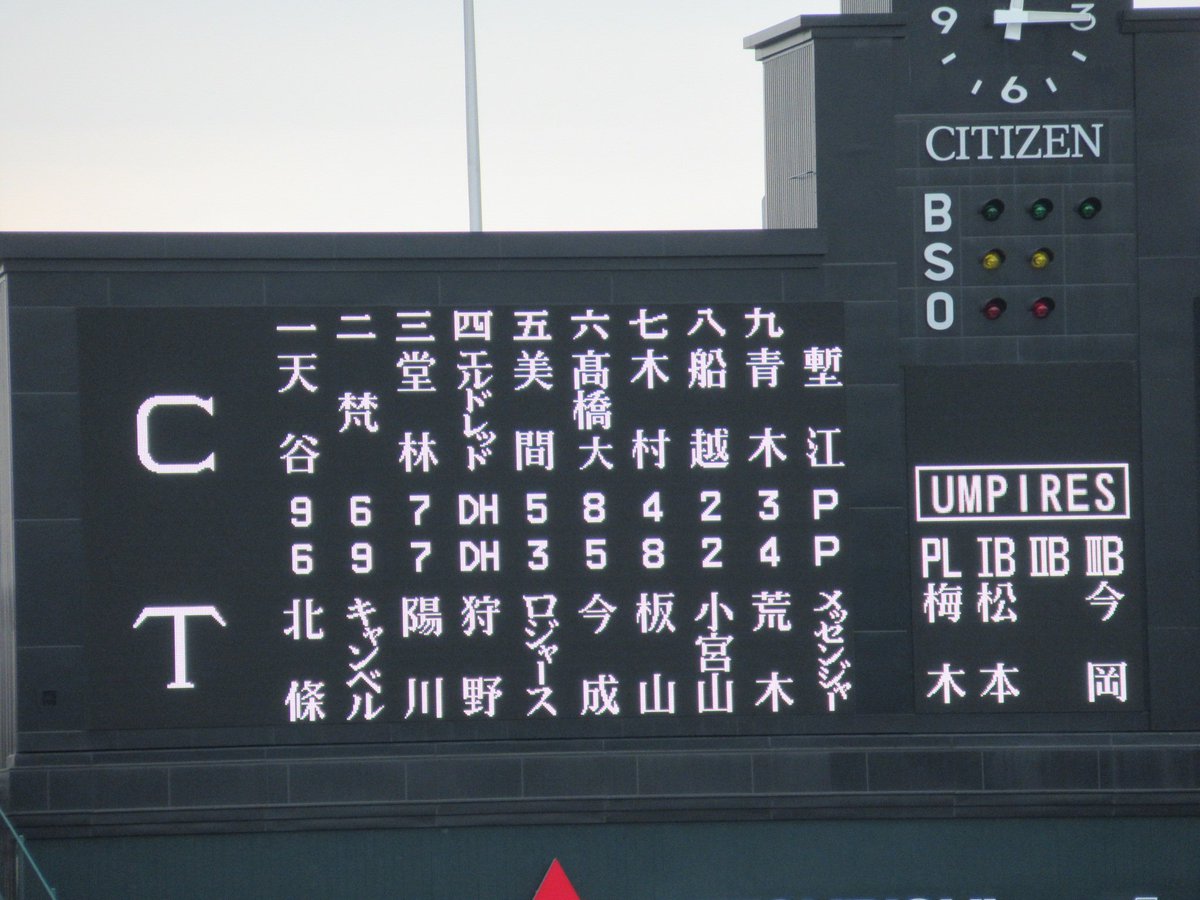 9 3
6
CITIZEN
B
S
O
一 二 三 四 五 六 七 八 九
C 天谷 梵 堂林 エルドレッド 美間 髙橋大 木村 船越 青木 塹江
9 6 7 DH 5 8 4 2 3 P
6 9 7 DH 3 5 8 2 4 P
T 北條 キャンベル 陽川 狩野 ロジャース 今成 板山 小宮山 荒木 メッセンジャー
UMPIRES
PL ⅠB ⅡB ⅢB
梅木 松本 今岡